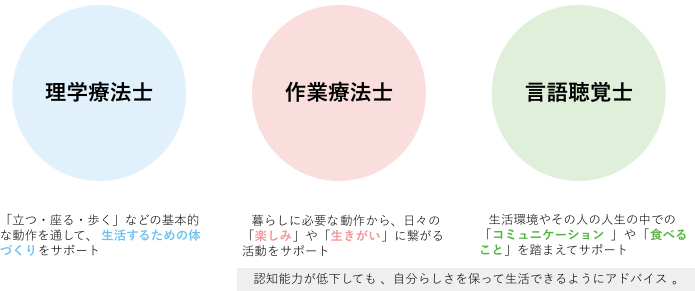 理学療法士
作業療法士
言語聴覚士
「立つ・座る・歩く」などの基本的
な動作を通して、生活するための体
づくりをサポート
暮らしに必要な動作から、日々の
「楽しみ」や「生きがい」に繋がる
活動をサポート
生活環境やその人の人生の中での
「コミュニケーション 」や「食べる
こと」を踏まえてサポート
認知能力が低下しても 、自分らしさを保って生活できるようにアドバイス 。